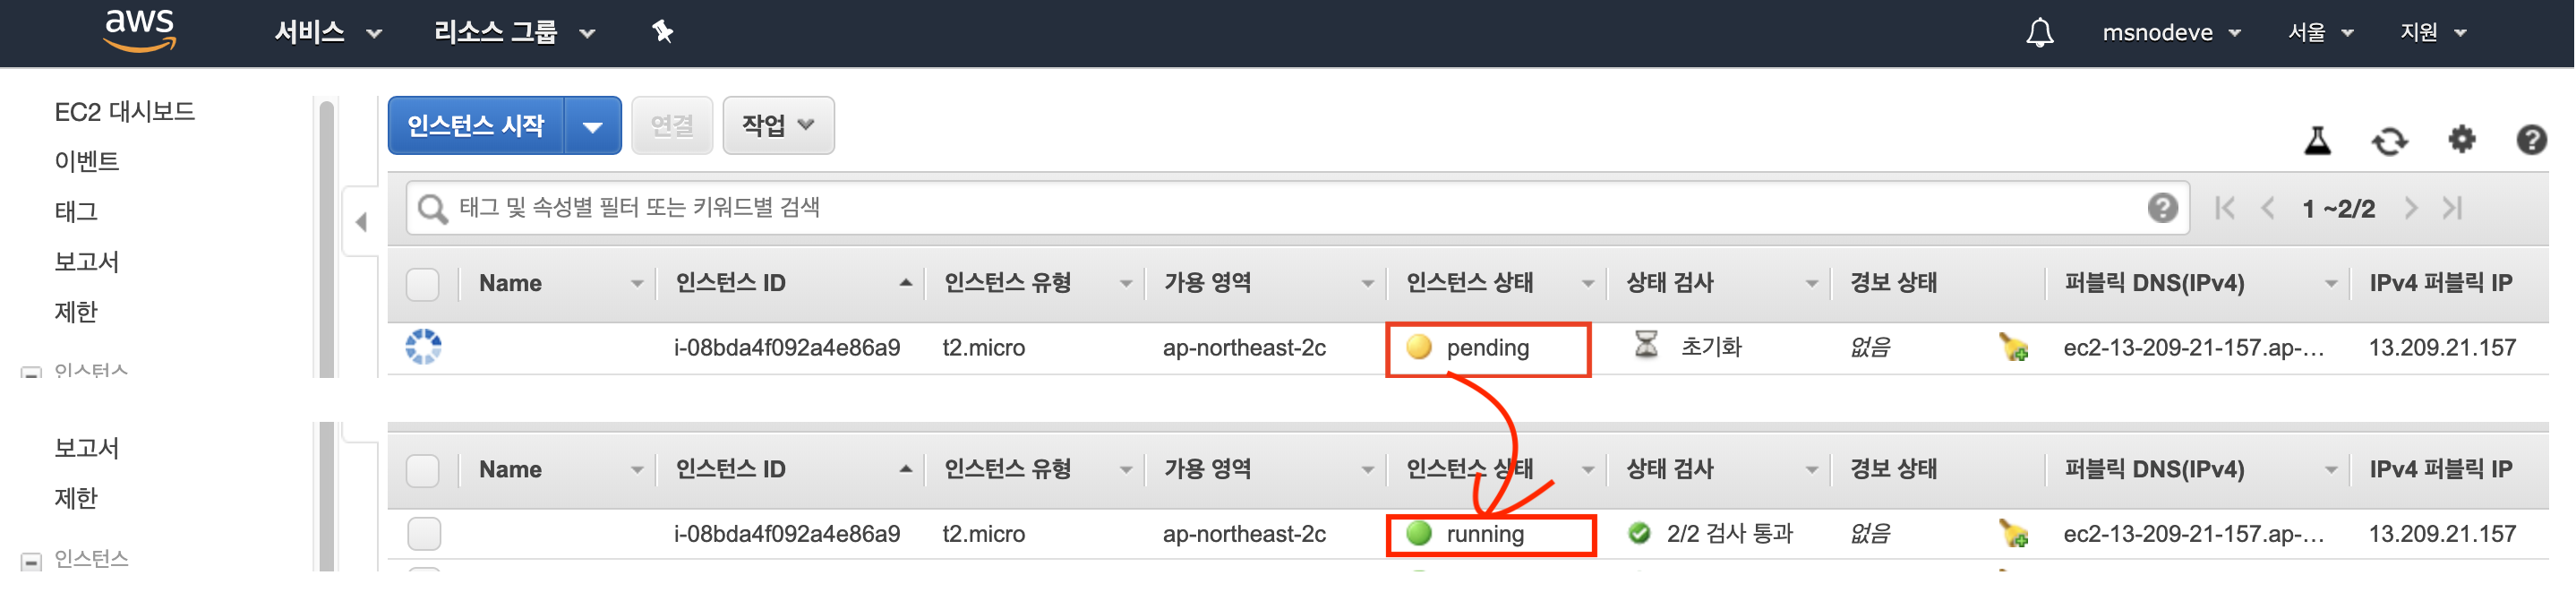 aws 서비스 리소스 그룹 msnodeve 서울 지원
EC2 대시보드
이벤트
태그
보고서
제한
인스턴스
인스턴스 시작 연결 작업
태그 및 속성별 필터 또는 키워드별 검색 1 ~2/2
Name 인스턴스 ID 인스턴스 유형 가용 영역 인스턴스 상태 상태 검사 경보 상태 퍼블릭 DNS(IPv4) IPv4 퍼블릭 IP
i-08bda4f092a4e86a9 t2.micro ap-northeast-2c pending 초기화 없음 ec2-13-209-21-157.ap-... 13.209.21.157
보고서
제한
인스턴스
Name 인스턴스 ID 인스턴스 유형 가용 영역 인스턴스 상태 상태 검사 경보 상태 퍼블릭 DNS(IPv4) IPv4 퍼블릭 IP
i-08bda4f092a4e86a9 t2.micro ap-northeast-2c running 2/2 검사 통과 없음 ec2-13-209-21-157.ap-... 13.209.21.157